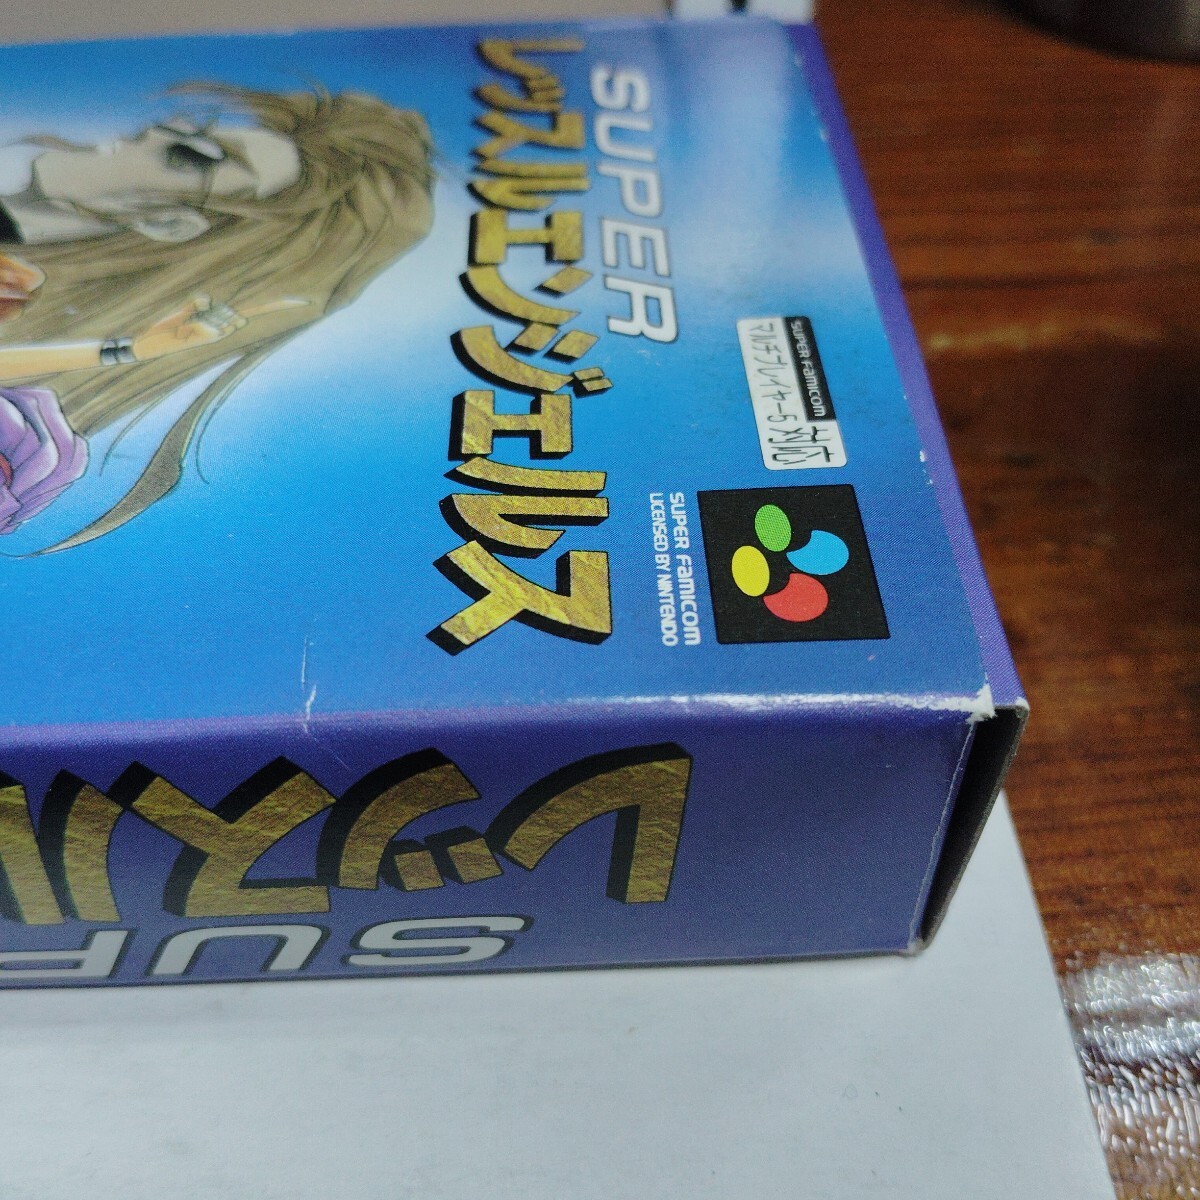 SUPER
レッスルエンジェルス
SUPER FAMICOM
マルチプレイヤー5対応
SUPER FAMICOM
LICENSED BY NINTENDO
レッスル
SUP